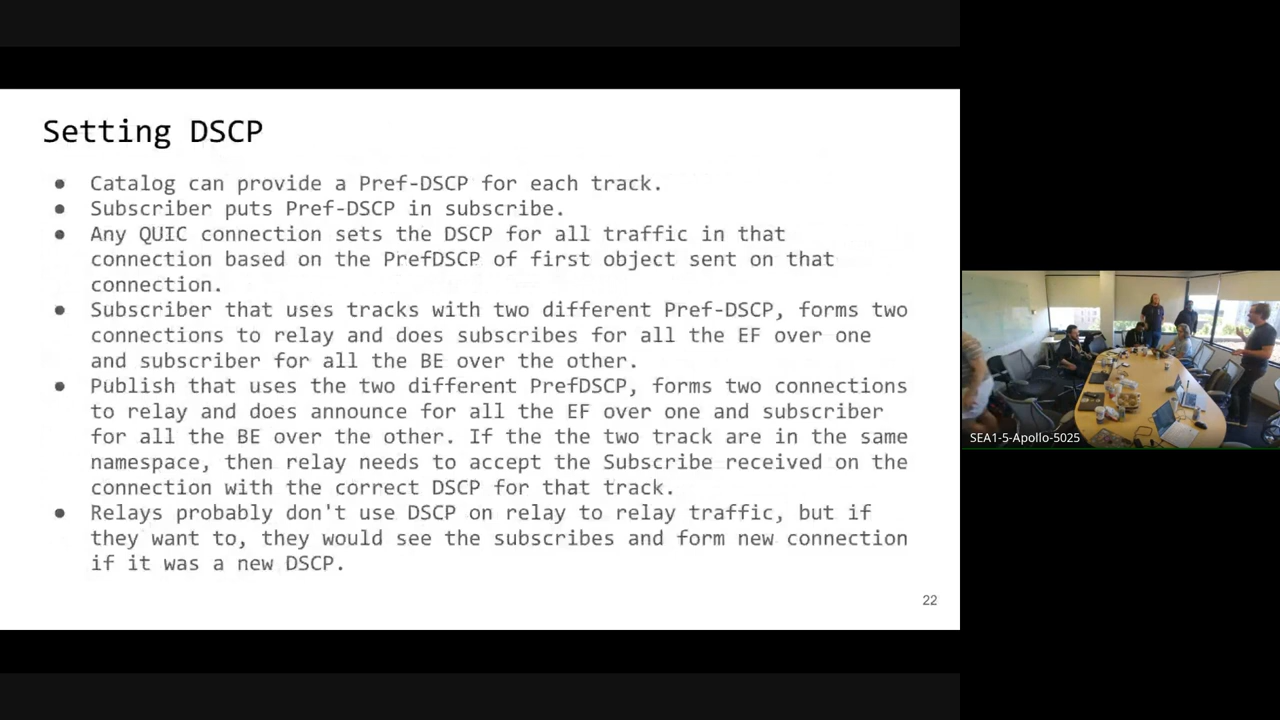 Setting DSCP
● Catalog can provide a Pref-DSCP for each track.
● Subscriber puts Pref-DSCP in subscribe.
● Any QUIC connection sets the DSCP for all traffic in that
connection based on the PrefDSCP of first object sent on that
connection.
● Subscriber that uses tracks with two different Pref-DSCP, forms two
connections to relay and does subscribes for all the EF over one
and subscriber for all the BE over the other.
● Publish that uses the two different PrefDSCP, forms two connections
to relay and does announce for all the EF over one and subscriber
for all the BE over the other. If the the two track are in the same
namespace, then relay needs to accept the Subscribe received on the
connection with the correct DSCP for that track.
● Relays probably don't use DSCP on relay to relay traffic, but if
they want to, they would see the subscribes and form new connection
if it was a new DSCP.
22
SEA1-5-Apollo-5025